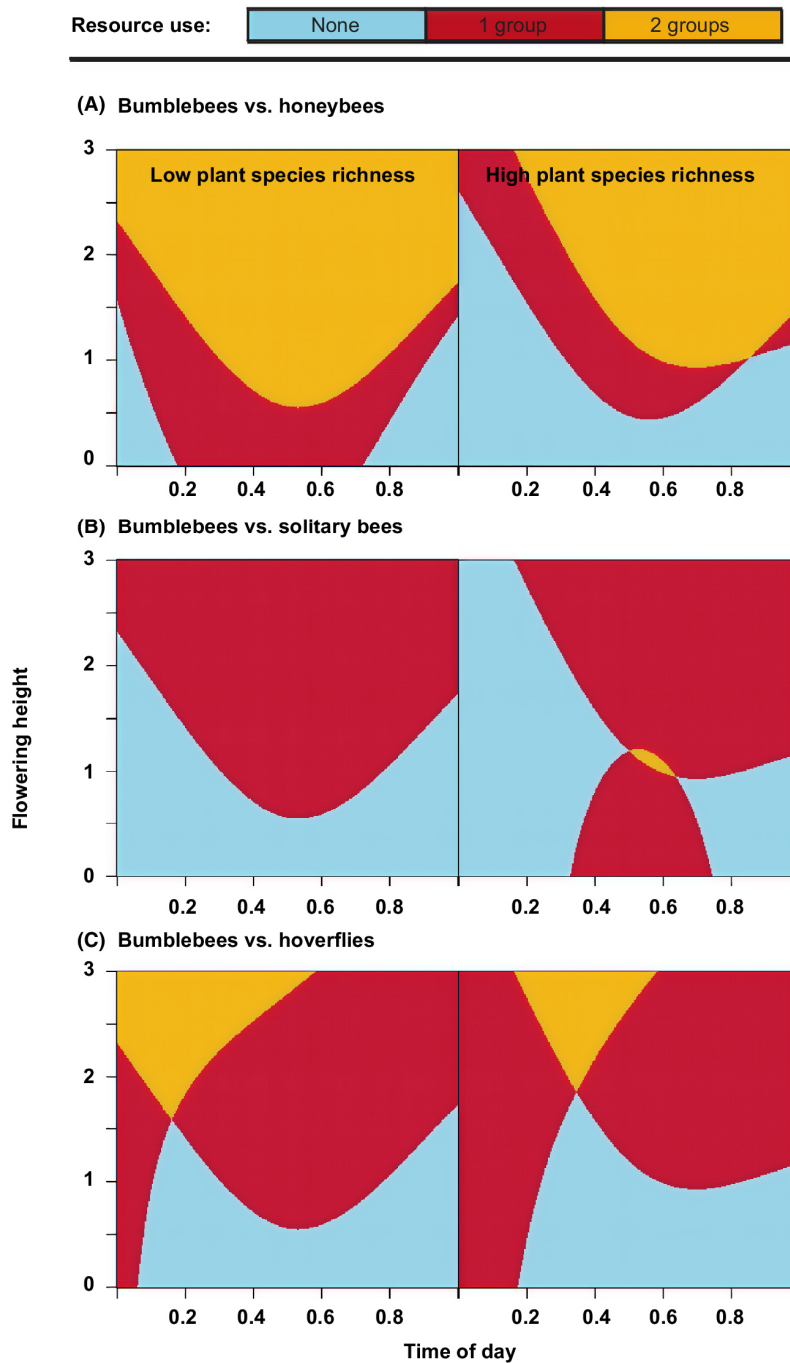 Resource use: None 1 group 2 groups
(A) Bumblebees vs. honeybees
Low plant species richness High plant species richness
3
2
1
0
0.2 0.4 0.6 0.8 0.2 0.4 0.6 0.8
(B) Bumblebees vs. solitary bees
3
2
1
0
0.2 0.4 0.6 0.8 0.2 0.4 0.6 0.8
Flowering height
(C) Bumblebees vs. hoverflies
3
2
1
0
0.2 0.4 0.6 0.8 0.2 0.4 0.6 0.8
Time of day